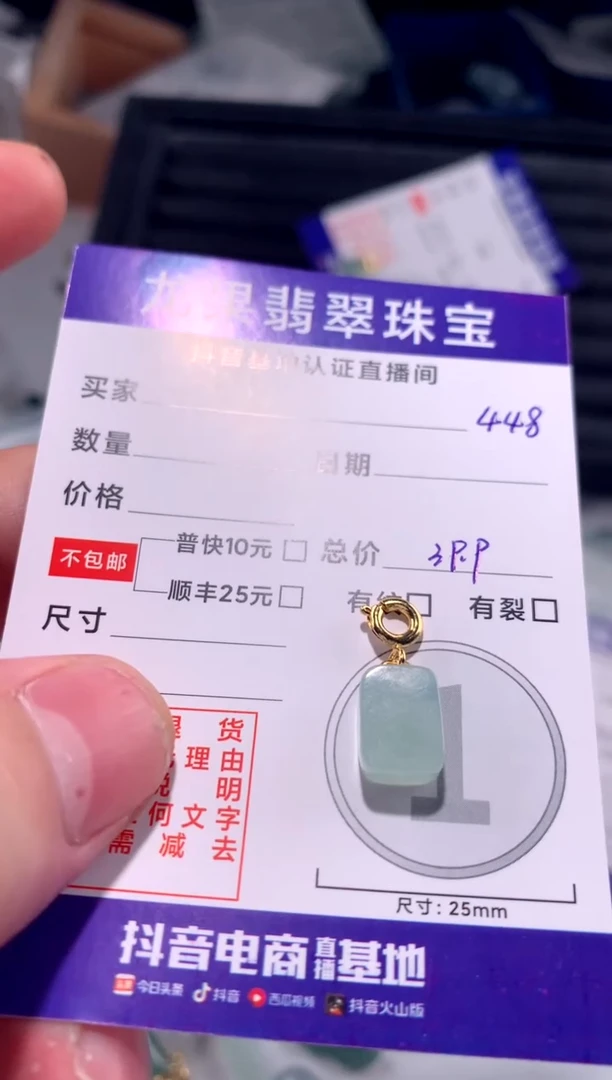 翡翠珠宝
认证直播间
买家
448
数量
日期
价格
不包邮
普快10元
总价
顺丰25元
有裂
尺寸
货
理由
明
何文字
需减去
1
尺寸：25mm
抖音电商直播基地
今日头条 抖音 西瓜视频 抖音火山版